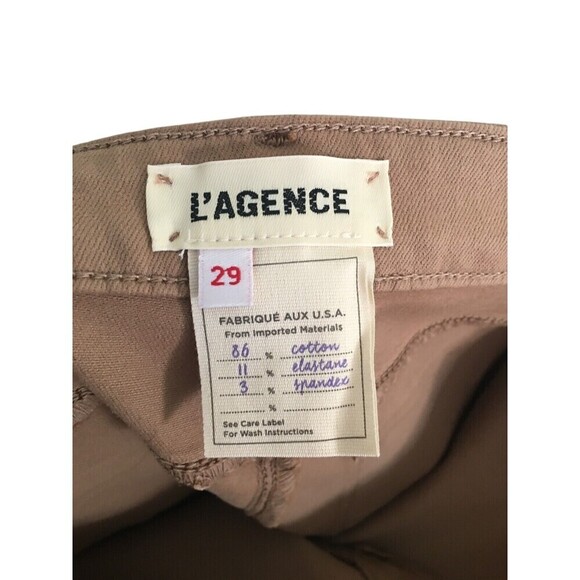 L'AGENCE
29
FABRIQUÉ AUX U.S.A.
From Imported Materials
86 % cotton
11 % elastane
3 % spandex
%
See Care Label
For Wash Instructions